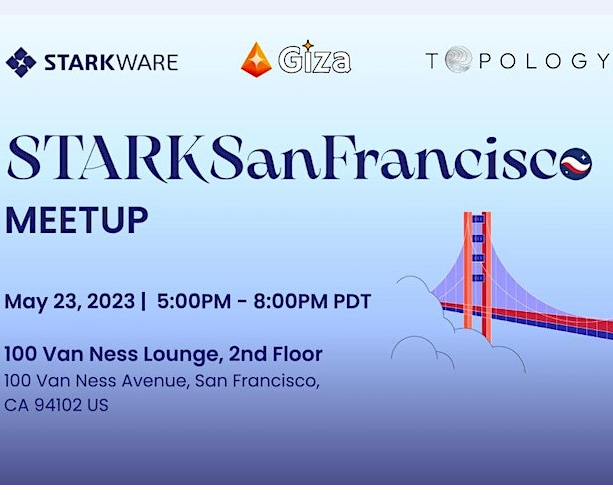 STARKWARE
Giza
TOPOLOGY
STARKSanFrancisco
MEETUP
May 23, 2023 | 5:00PM - 8:00PM PDT
100 Van Ness Lounge, 2nd Floor
100 Van Ness Avenue, San Francisco,
CA 94102 US